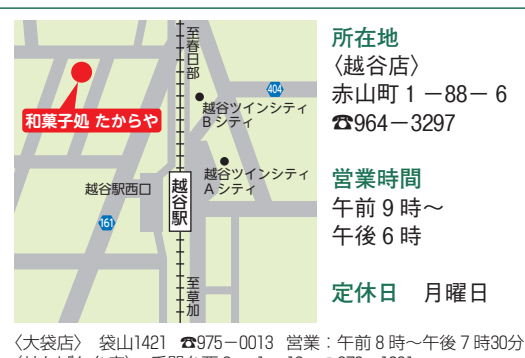 至春日部
404
越谷ツインシティ
Bシティ
和菓子処 たからや
越谷ツインシティ
Aシティ
越谷駅西口
越谷駅
161
至草加
所在地
〈越谷店〉
赤山町1－88－6
☎964－3297
営業時間
午前9時～
午後6時
定休日 月曜日
〈大袋店〉 袋山1421 ☎975－0013 営業：午前8時～午後7時30分